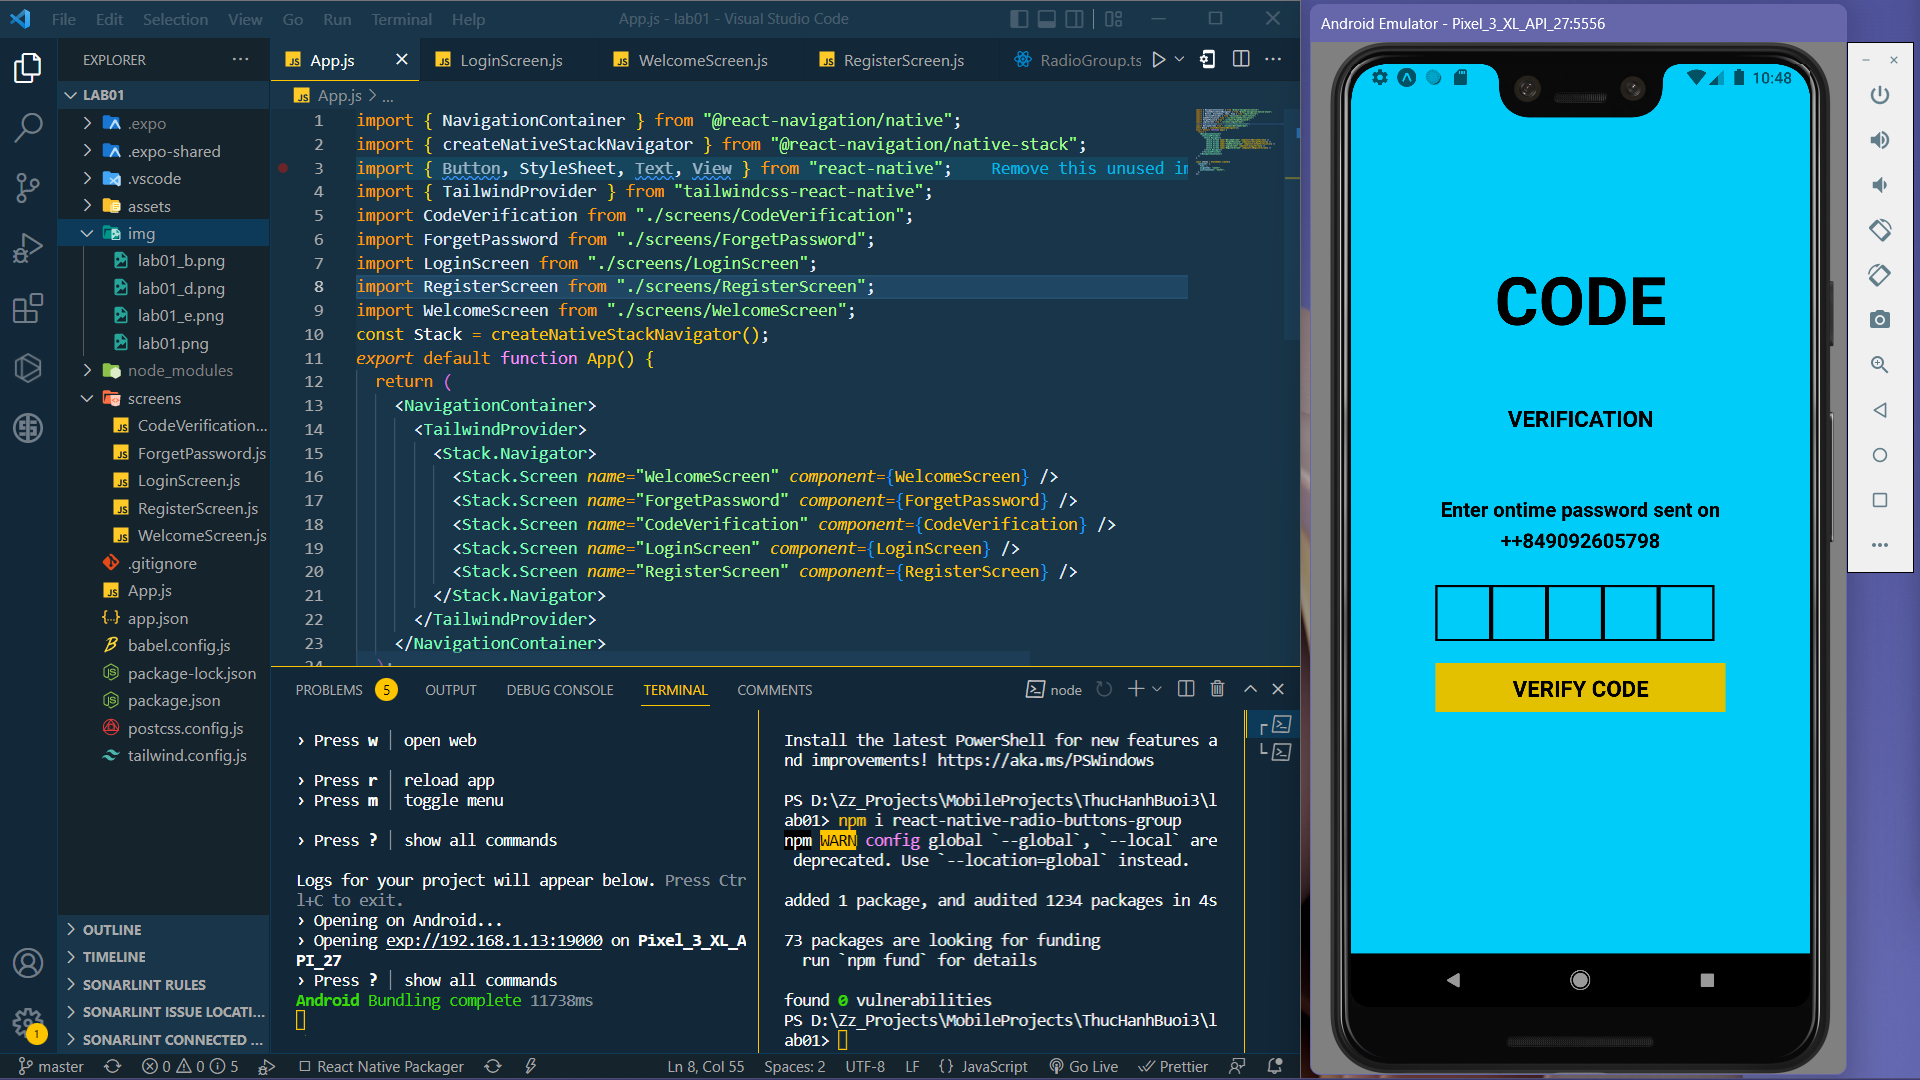 File Edit Selection View Go Run Terminal Help
App.js - lab01 - Visual Studio Code
EXPLORER
LAB01
.expo
.expo-shared
.vscode
assets
img
lab01_b.png
lab01_d.png
lab01_e.png
lab01.png
node_modules
screens
CodeVerification...
ForgetPassword.js
LoginScreen.js
RegisterScreen.js
WelcomeScreen.js
.gitignore
App.js
app.json
babel.config.js
package-lock.json
package.json
postcss.config.js
tailwind.config.js
OUTLINE
TIMELINE
SONARLINT RULES
SONARLINT ISSUE LOCATI...
SONARLINT CONNECTED ...
App.js LoginScreen.js WelcomeScreen.js RegisterScreen.js RadioGroup.ts
App.js > ...
1 import { NavigationContainer } from "@react-navigation/native";
2 import { createNativeStackNavigator } from "@react-navigation/native-stack";
3 import { Button, StyleSheet, Text, View } from "react-native"; Remove this unused i
4 import { TailwindProvider } from "tailwindcss-react-native";
5 import CodeVerification from "./screens/CodeVerification";
6 import ForgetPassword from "./screens/ForgetPassword";
7 import LoginScreen from "./screens/LoginScreen";
8 import RegisterScreen from "./screens/RegisterScreen";
9 import WelcomeScreen from "./screens/WelcomeScreen";
10 const Stack = createNativeStackNavigator();
11 export default function App() {
12 return (
13 <NavigationContainer>
14 <TailwindProvider>
15 <Stack.Navigator>
16 <Stack.Screen name="WelcomeScreen" component={WelcomeScreen} />
17 <Stack.Screen name="ForgetPassword" component={ForgetPassword} />
18 <Stack.Screen name="CodeVerification" component={CodeVerification} />
19 <Stack.Screen name="LoginScreen" component={LoginScreen} />
20 <Stack.Screen name="RegisterScreen" component={RegisterScreen} />
21 </Stack.Navigator>
22 </TailwindProvider>
23 </NavigationContainer>
24 );
PROBLEMS 5 OUTPUT DEBUG CONSOLE TERMINAL COMMENTS
node
› Press w │ open web
› Press r │ reload app
› Press m │ toggle menu
› Press ? │ show all commands
Logs for your project will appear below. Press Ctr
l+C to exit.
› Opening on Android...
› Opening exp://192.168.1.13:19000 on Pixel_3_XL_A
PI_27
› Press ? │ show all commands
Android Bundling complete 11738ms
Install the latest PowerShell for new features a
nd improvements! https://aka.ms/PSWindows
PS D:\Zz_Projects\MobileProjects\ThucHanhBuoi3\l
ab01> npm i react-native-radio-buttons-group
npm WARN config global `--global`, `--local` are
deprecated. Use `--location=global` instead.
added 1 package, and audited 1234 packages in 4s
73 packages are looking for funding
run `npm fund` for details
found 0 vulnerabilities
PS D:\Zz_Projects\MobileProjects\ThucHanhBuoi3\l
ab01>
1
master 0 0 5 React Native Packager Ln 8, Col 55 Spaces: 2 UTF-8 LF {} JavaScript Go Live Prettier
Android Emulator - Pixel_3_XL_API_27:5556
10:48
CODE
VERIFICATION
Enter ontime password sent on
++849092605798
VERIFY CODE